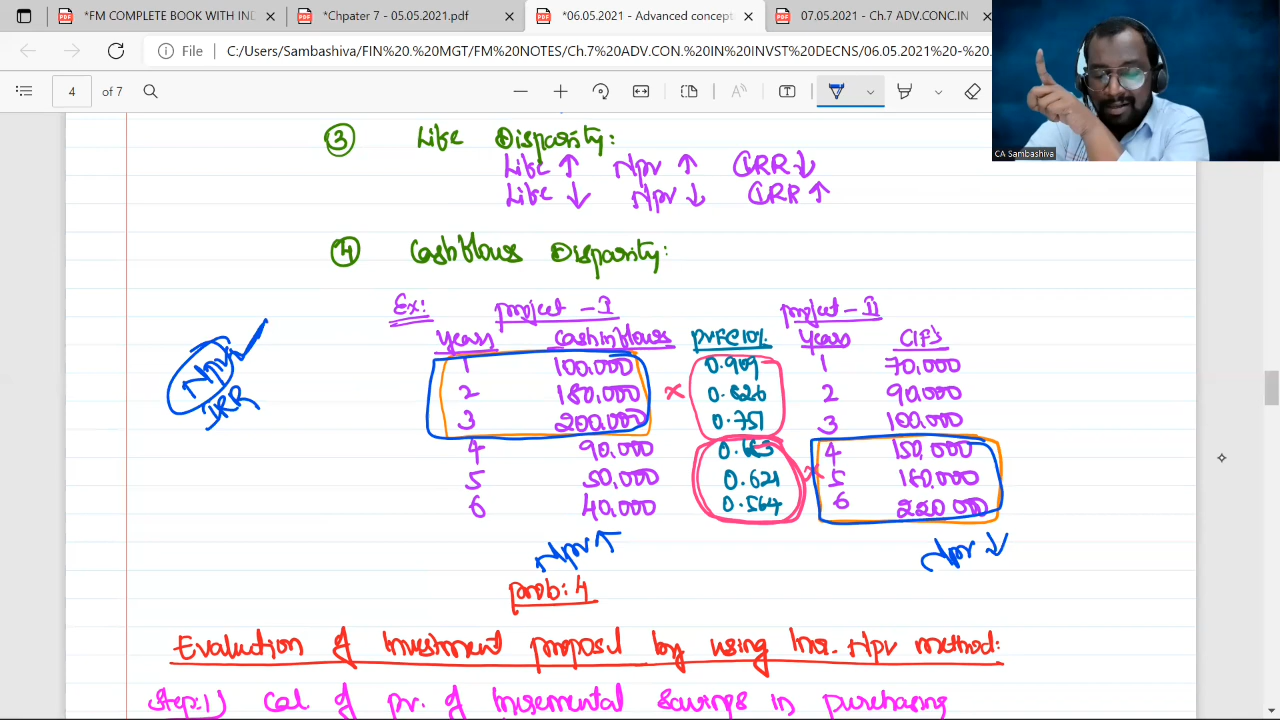 *FM COMPLETE BOOK WITH IND
*Chpater 7 - 05.05.2021.pdf
*06.05.2021 - Advanced concept
07.05.2021 - Ch.7 ADV.CONC.IN
File C:/Users/Sambashiva/FIN%20.%20MGT/FM%20NOTES/Ch.7%20ADV.CON.%20IN%20INVST%20DECNS/06.05.2021%20-%20
4 of 7
CA Sambashiva
③ Life Disparity:
Life ↑ Npv ↑ IRR ↓
Life ↓ Npv ↓ IRR ↑
④ Cashflows Disparity:
Ex: project - I project - II
years cashinflows pvf@10% years CIF's
1 100,000 0.909 1 70,000
2 180,000 0.826 2 90,000
3 200,000 0.751 3 100,000
4 90,000 0.683 4 150,000
5 50,000 0.621 5 180,000
6 40,000 0.564 6 220,000
Npv
IRR
Npv ↑ Npv ↓
prob: 4
Evaluction of Investment proposal by using Inc. Npv method:
Step:1) Cal of pv. of Incremental Savings in purchasing